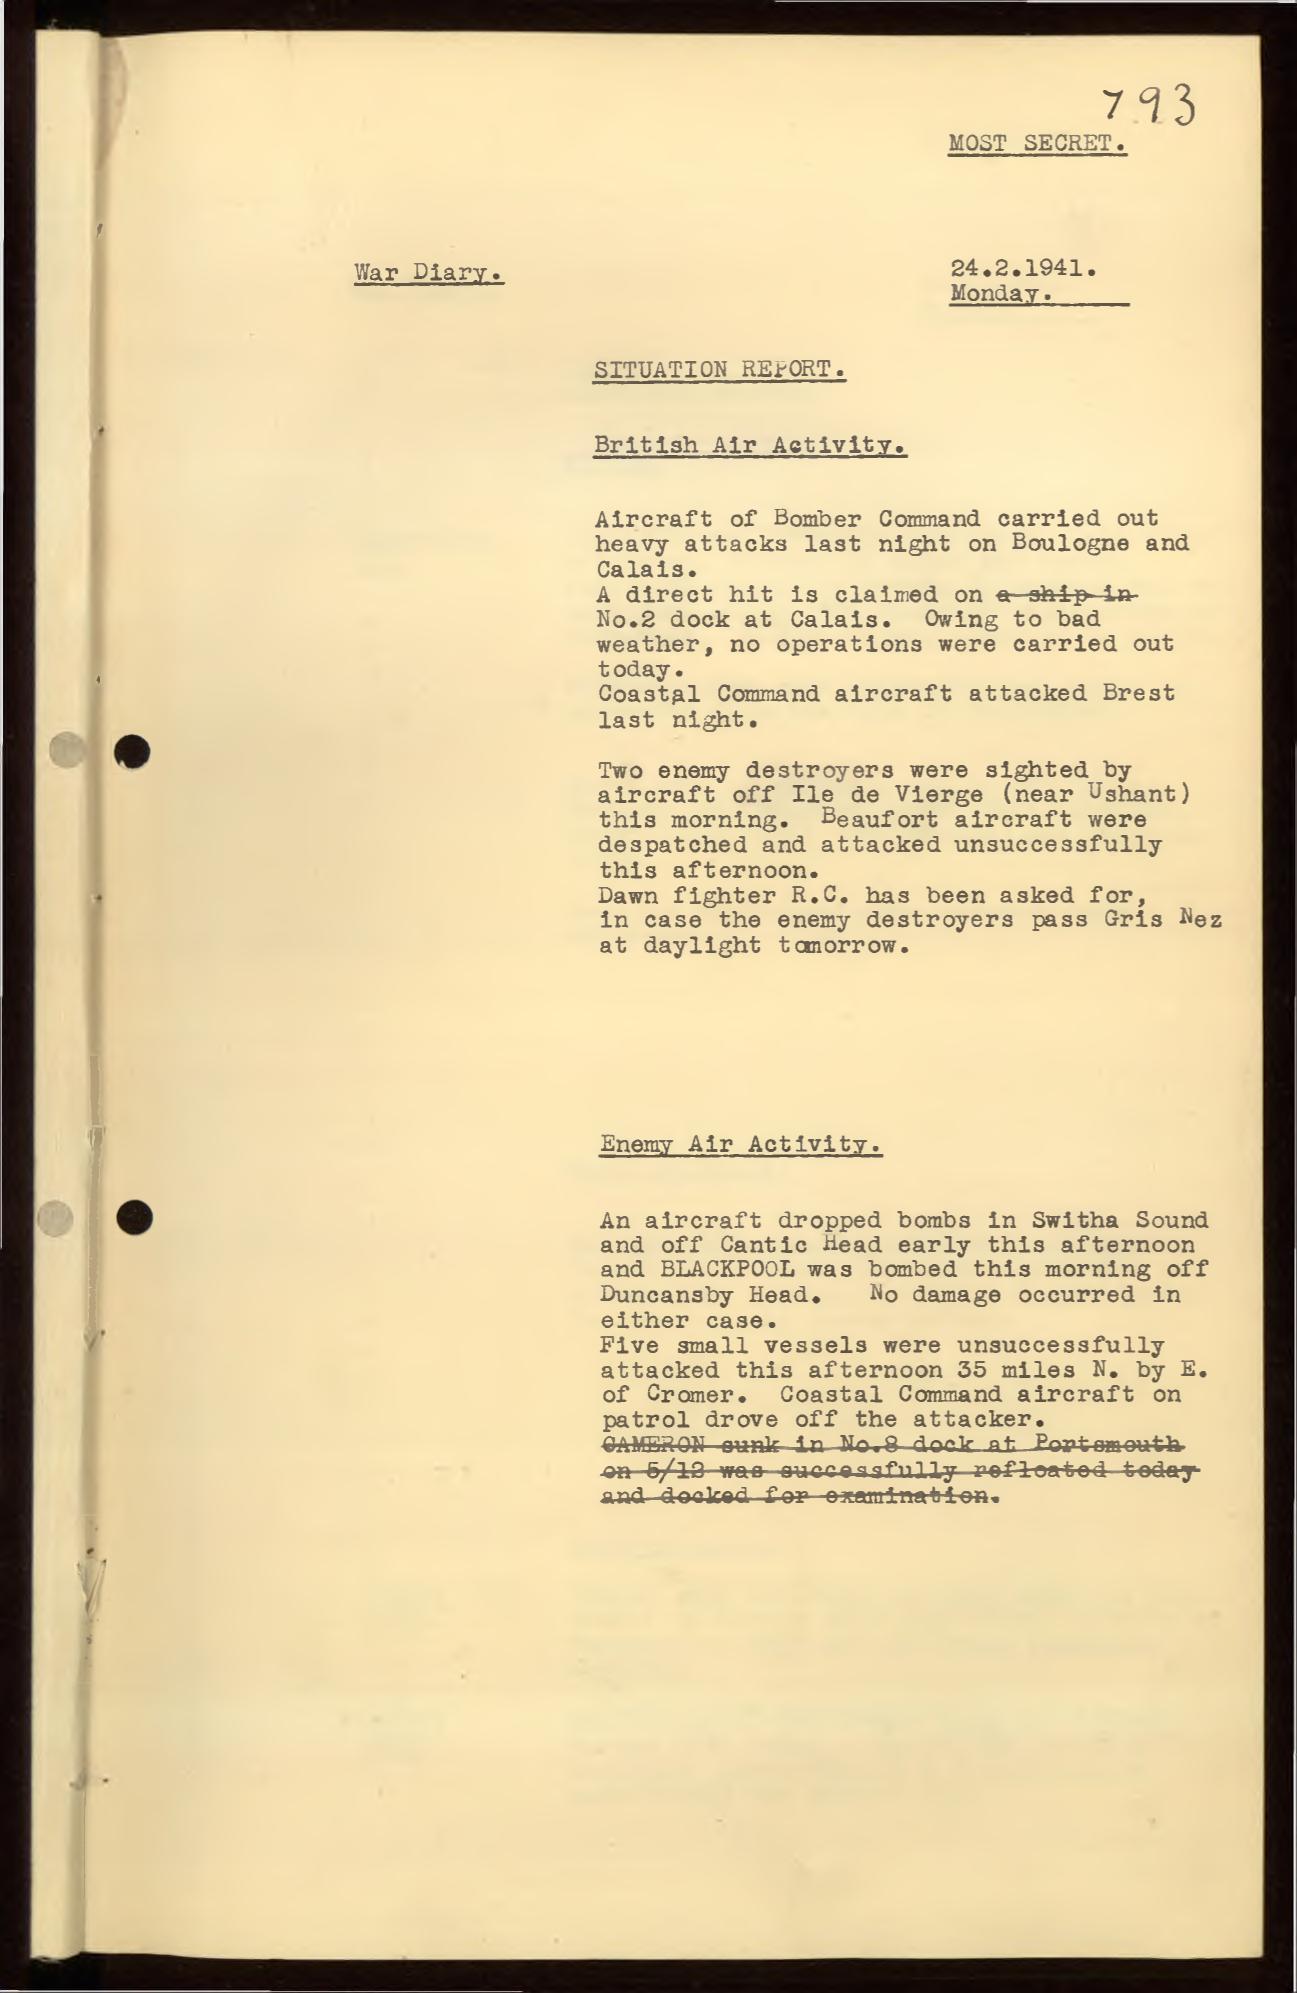 793
MOST SECRET.
War Diary.
24.2.1941.
Monday.
SITUATION REPORT.
British Air Activity.
Aircraft of Bomber Command carried out
heavy attacks last night on Boulogne and
Calais.
A direct hit is claimed on a ship in
No.2 dock at Calais. Owing to bad
weather, no operations were carried out
today.
Coastal Command aircraft attacked Brest
last night.
Two enemy destroyers were sighted by
aircraft off Ile de Vierge (near Ushant)
this morning. Beaufort aircraft were
despatched and attacked unsuccessfully
this afternoon.
Dawn fighter R.C. has been asked for,
in case the enemy destroyers pass Gris Nez
at daylight tomorrow.
Enemy Air Activity.
An aircraft dropped bombs in Switha Sound
and off Cantic Head early this afternoon
and BLACKPOOL was bombed this morning off
Duncansby Head. No damage occurred in
either case.
Five small vessels were unsuccessfully
attacked this afternoon 35 miles N. by E.
of Cromer. Coastal Command aircraft on
patrol drove off the attacker.
CAMERON sunk in No.8 dock at Portsmouth
on 5/12 was successfully refloated today
and docked for examination.